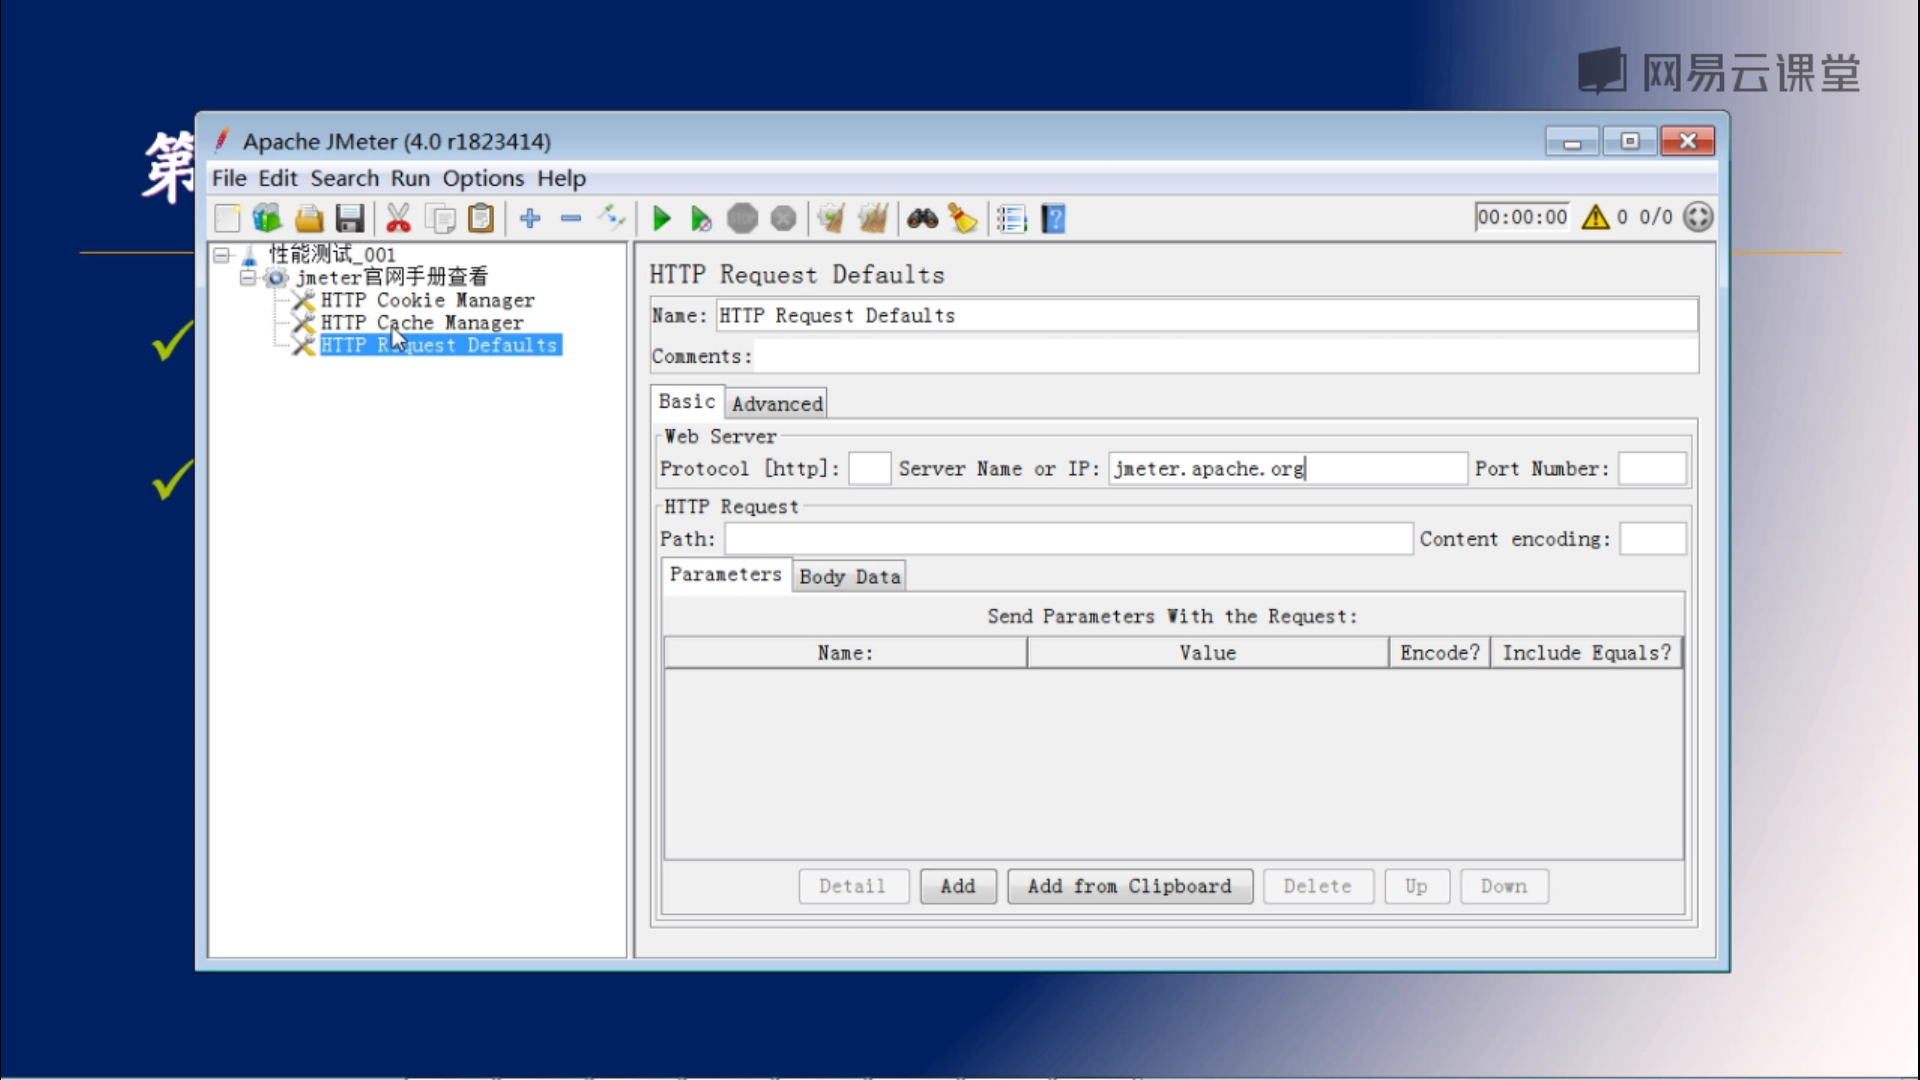 网易云课堂
第
Apache JMeter (4.0 r1823414)
File Edit Search Run Options Help
00:00:00 0 0/0
性能测试_001
jmeter官网手册查看
HTTP Cookie Manager
HTTP Cache Manager
HTTP Request Defaults
HTTP Request Defaults
Name: HTTP Request Defaults
Comments:
Basic Advanced
Web Server
Protocol [http]: Server Name or IP: jmeter.apache.org Port Number:
HTTP Request
Path: Content encoding:
Parameters Body Data
Send Parameters With the Request:
Name: Value Encode? Include Equals?
Detail Add Add from Clipboard Delete Up Down